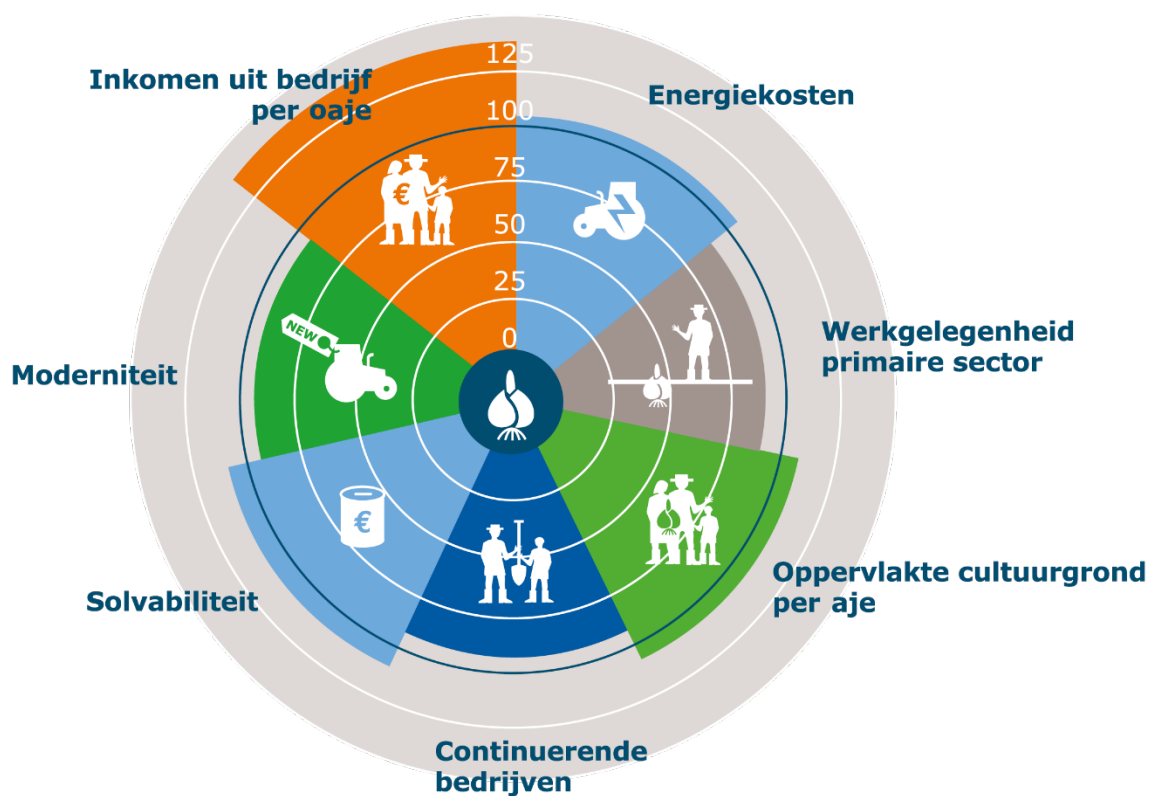 125
Inkomen uit bedrijf
per oaje
Energiekosten
100
75
50
25
0
NEW
€
Werkgelegenheid
primaire sector
Moderniteit
€
Oppervlakte cultuurgrond
per aje
Solvabiliteit
Continuerende
bedrijven